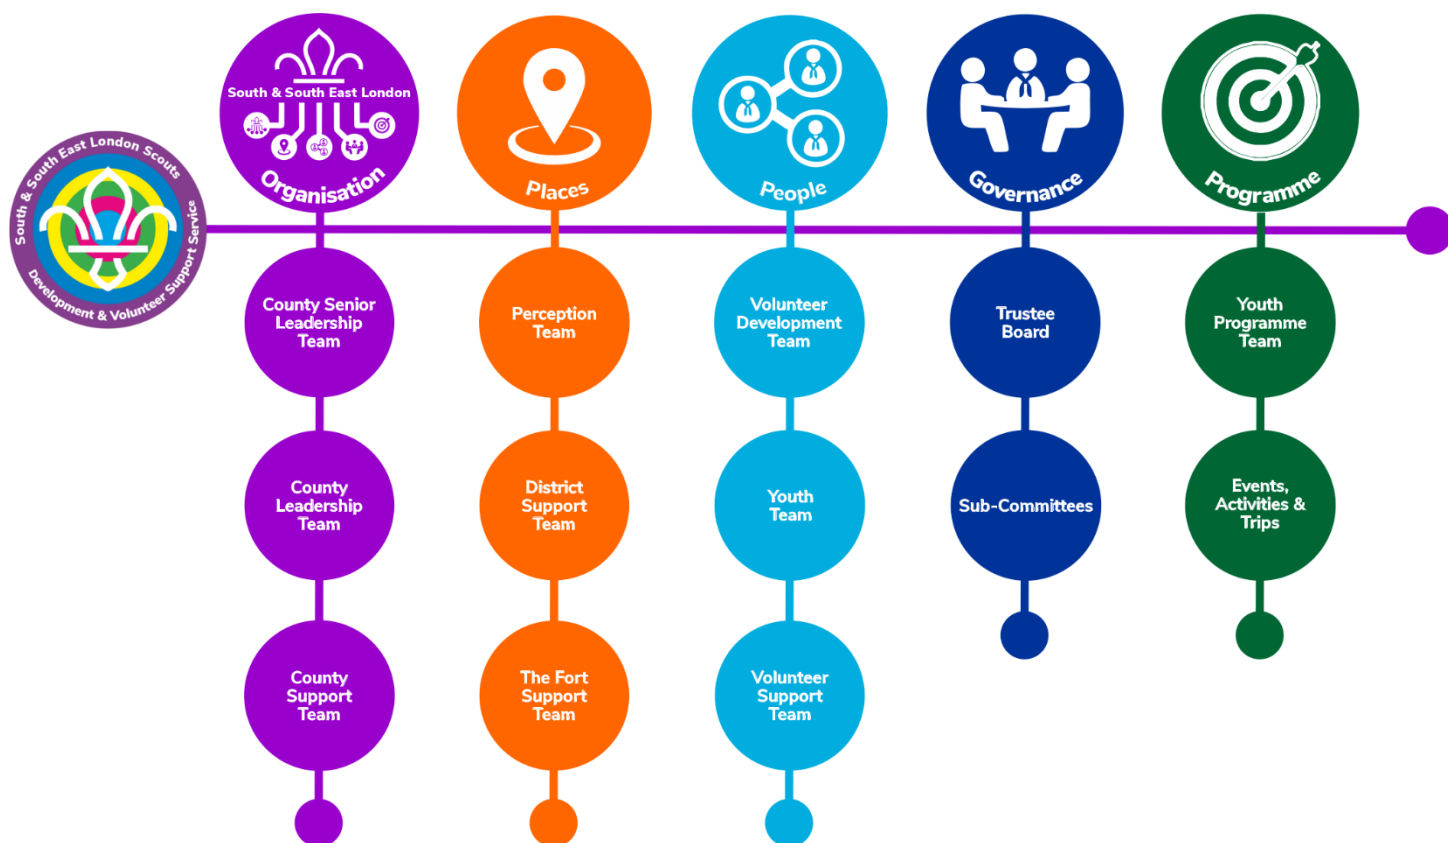 South & South East London Scouts
Development & Volunteer Support Service
South & South East London
Organisation
Places
People
Governance
Programme
County Senior
Leadership
Team
Perception
Team
Volunteer
Development
Team
Trustee
Board
Youth
Programme
Team
County
Leadership
Team
District
Support
Team
Youth
Team
Sub-Committees
Events,
Activities &
Trips
County
Support
Team
The Fort
Support
Team
Volunteer
Support
Team